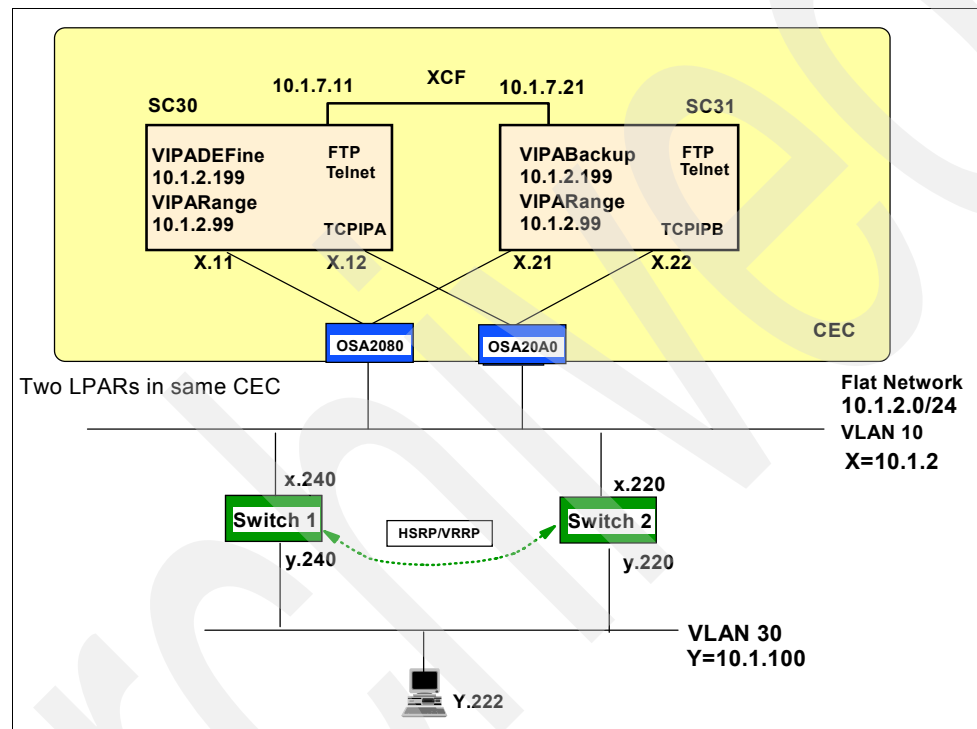 10.1.7.11
XCF
10.1.7.21
SC30
SC31
VIPADEFine
10.1.2.199
VIPARange
10.1.2.99
FTP
Telnet
TCPIPA
VIPABackup
10.1.2.199
VIPARange
10.1.2.99
FTP
Telnet
TCPIPB
X.11
X.12
X.21
X.22
OSA2080
OSA20A0
CEC
Two LPARs in same CEC
Flat Network
10.1.2.0/24
VLAN 10
X=10.1.2
x.240
x.220
Switch 1
HSRP/VRRP
Switch 2
y.240
y.220
VLAN 30
Y=10.1.100
Y.222